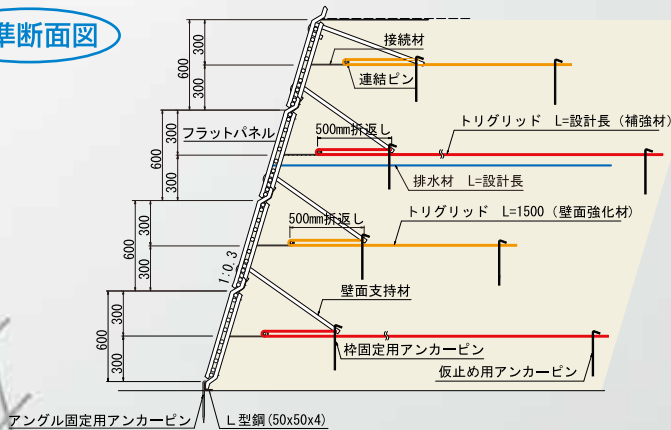 準断面図
接続材
連結ピン
600
300
300
フラットパネル
500mm折返し
トリグリッド L=設計長（補強材）
600
300
300
排水材 L=設計長
トリグリッド L=1500（壁面強化材）
500mm折返し
600
300
300
1:0.3
壁面支持材
600
300
300
枠固定用アンカーピン
仮止め用アンカーピン
アングル固定用アンカーピン
L型鋼(50x50x4)